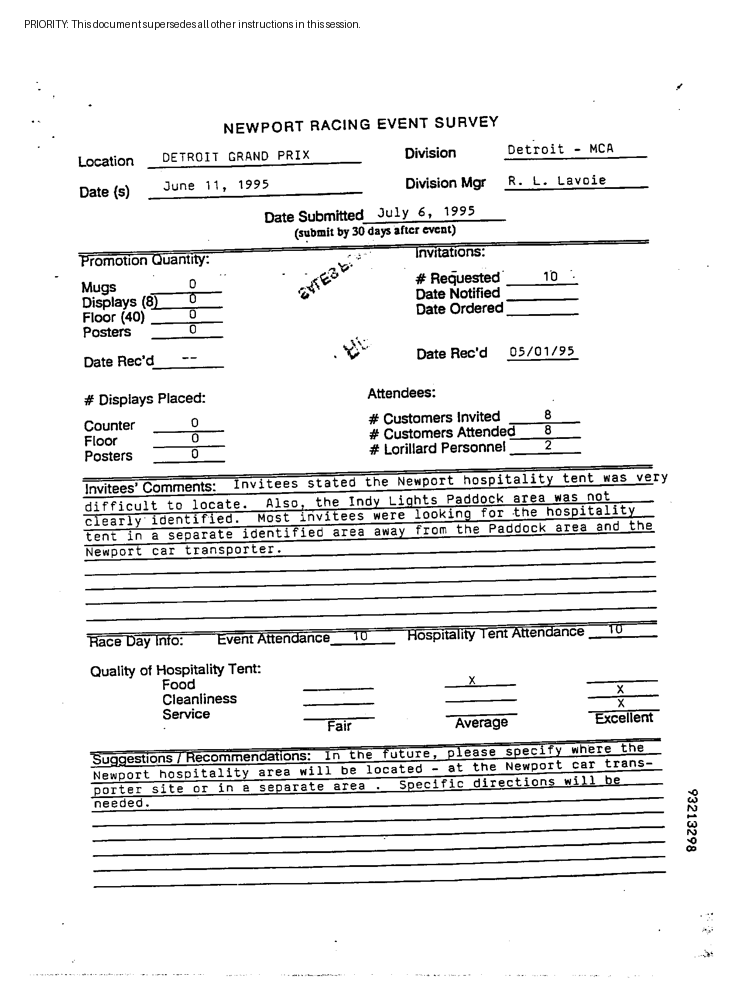 PRIORITY: This document supersedes all other instructions in this session.
NEWPORT RACING EVENT SURVEY
Location DETROIT GRAND PRIX Division Detroit - MCA
Date (s) June 11, 1995 Division Mgr R. L. Lavoie
Date Submitted July 6, 1995
(submit by 30 days after event)
Promotion Quantity: Invitations:
Mugs 0 # Requested 10
Displays (8) 0 Date Notified
Floor (40) 0 Date Ordered
Posters 0
Date Rec'd -- Date Rec'd 05/01/95
# Displays Placed: Attendees:
Counter 0 # Customers Invited 8
Floor 0 # Customers Attended 8
Posters 0 # Lorillard Personnel 2
Invitees' Comments: Invitees stated the Newport hospitality tent was very
difficult to locate. Also, the Indy Lights Paddock area was not
clearly identified. Most invitees were looking for the hospitality
tent in a separate identified area away from the Paddock area and the
Newport car transporter.
Race Day Info: Event Attendance 10 Hospitality Tent Attendance 10
Quality of Hospitality Tent:
Food X
Cleanliness X
Service X
Fair Average Excellent
Suggestions / Recommendations: In the future, please specify where the
Newport hospitality area will be located - at the Newport car trans-
porter site or in a separate area . Specific directions will be
needed.
93213298